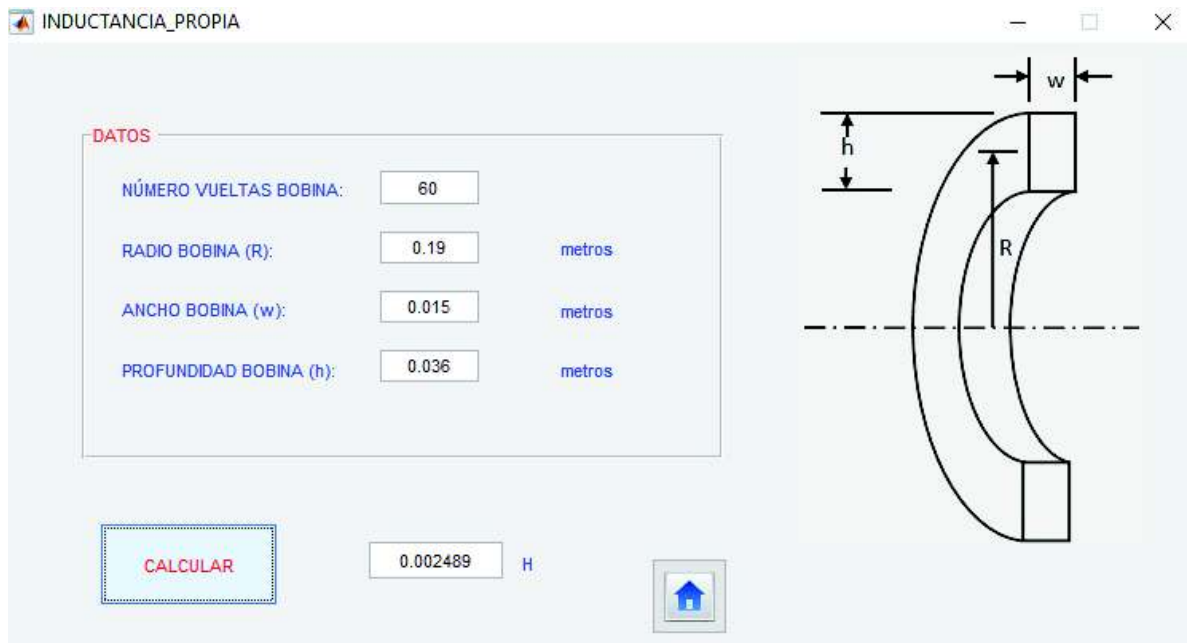 INDUCTANCIA_PROPIA
w
h
R
DATOS
NÚMERO VUELTAS BOBINA: 60
RADIO BOBINA (R): 0.19 metros
ANCHO BOBINA (w): 0.015 metros
PROFUNDIDAD BOBINA (h): 0.036 metros
CALCULAR 0.002489 H